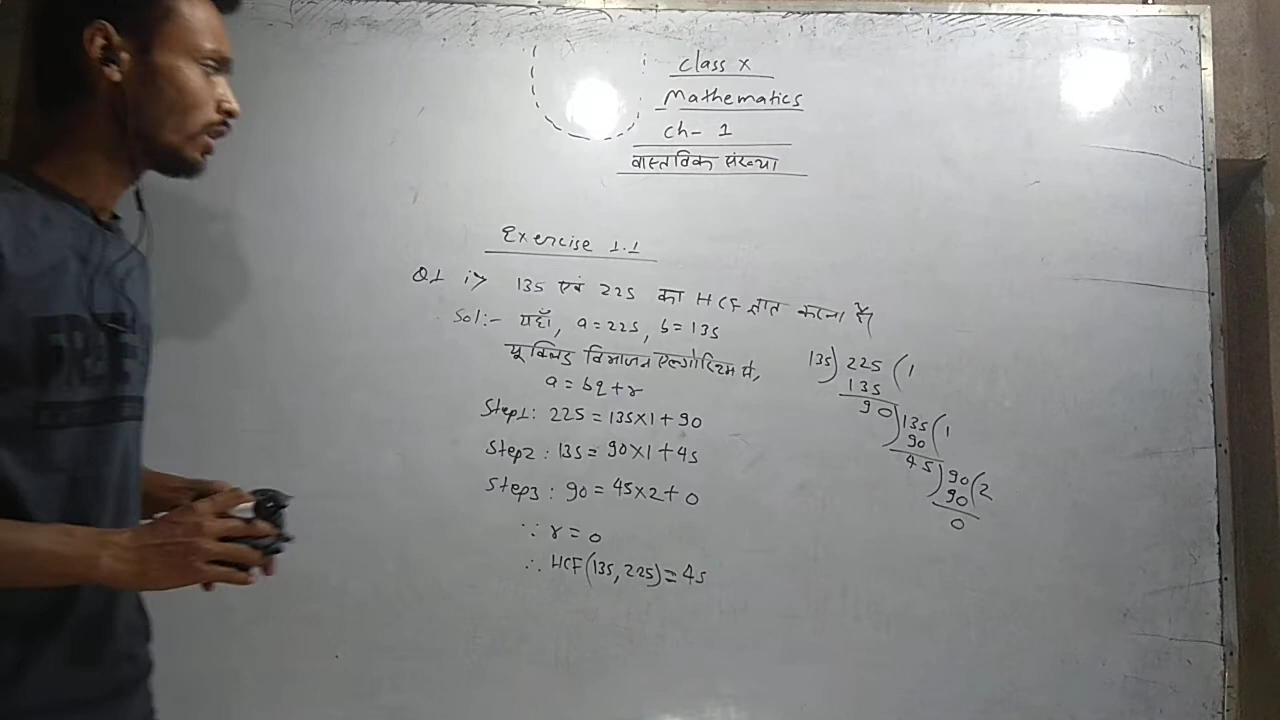 Class X
Mathematics
Ch- 1
वास्तविक संख्या
Exercise 1.1
Q1 i> 135 एवं 225 का HCF ज्ञात करना है।
Sol:- यहाँ, a = 225, b = 135
यूक्लिड विभाजन एल्गोरिथ्म से,
a = bq + r
Step1: 225 = 135 × 1 + 90
Step2: 135 = 90 × 1 + 45
Step3: 90 = 45 × 2 + 0
∵ r = 0
∴ HCF(135, 225) = 45
135) 225 (1
135
90) 135 (1
90
45) 90 (2
90
0